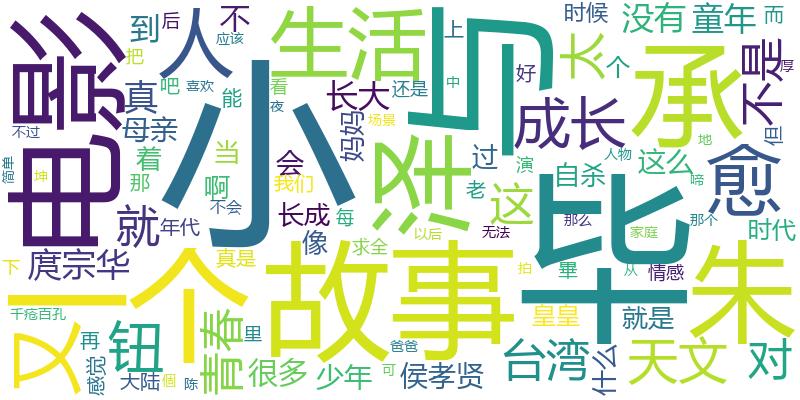 电影
人
到
后
不
应该
把
真
吧
喜欢
能
母亲
着
那
当
啊
不过
简单
坤
就
年代
庹宗华
小
会
不会
生活
看
夜
长大
还是
场景
妈妈
我们
长成
每
像
与
上
中
好
成长
泽
过
演
老
这
自杀
时候
没有
童年
而
太
个
承
不是
厚
但
人物
这么
地
愈
啼
那么
那个
时代
毕
家庭
从
情感
畢
拍
无法
以后
求全
真是
下
一个
故事
朱
千疮百孔
又
再
感觉
钮
大陆
個
陈
青春
里
很多
少年
爸爸
可
侯孝贤
皇皇
台湾
什么
就是
天文
对